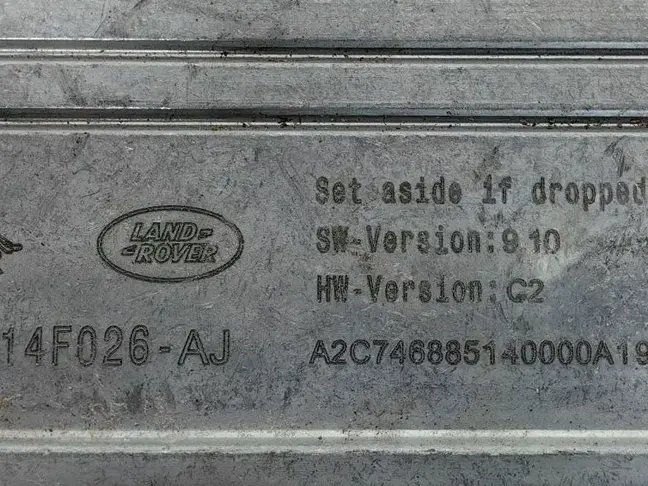 Set aside if dropped
LAND-
-ROVER
SW-Version:9.10
HW-Version:C2
14F026-AJ
A2C746885140000A19